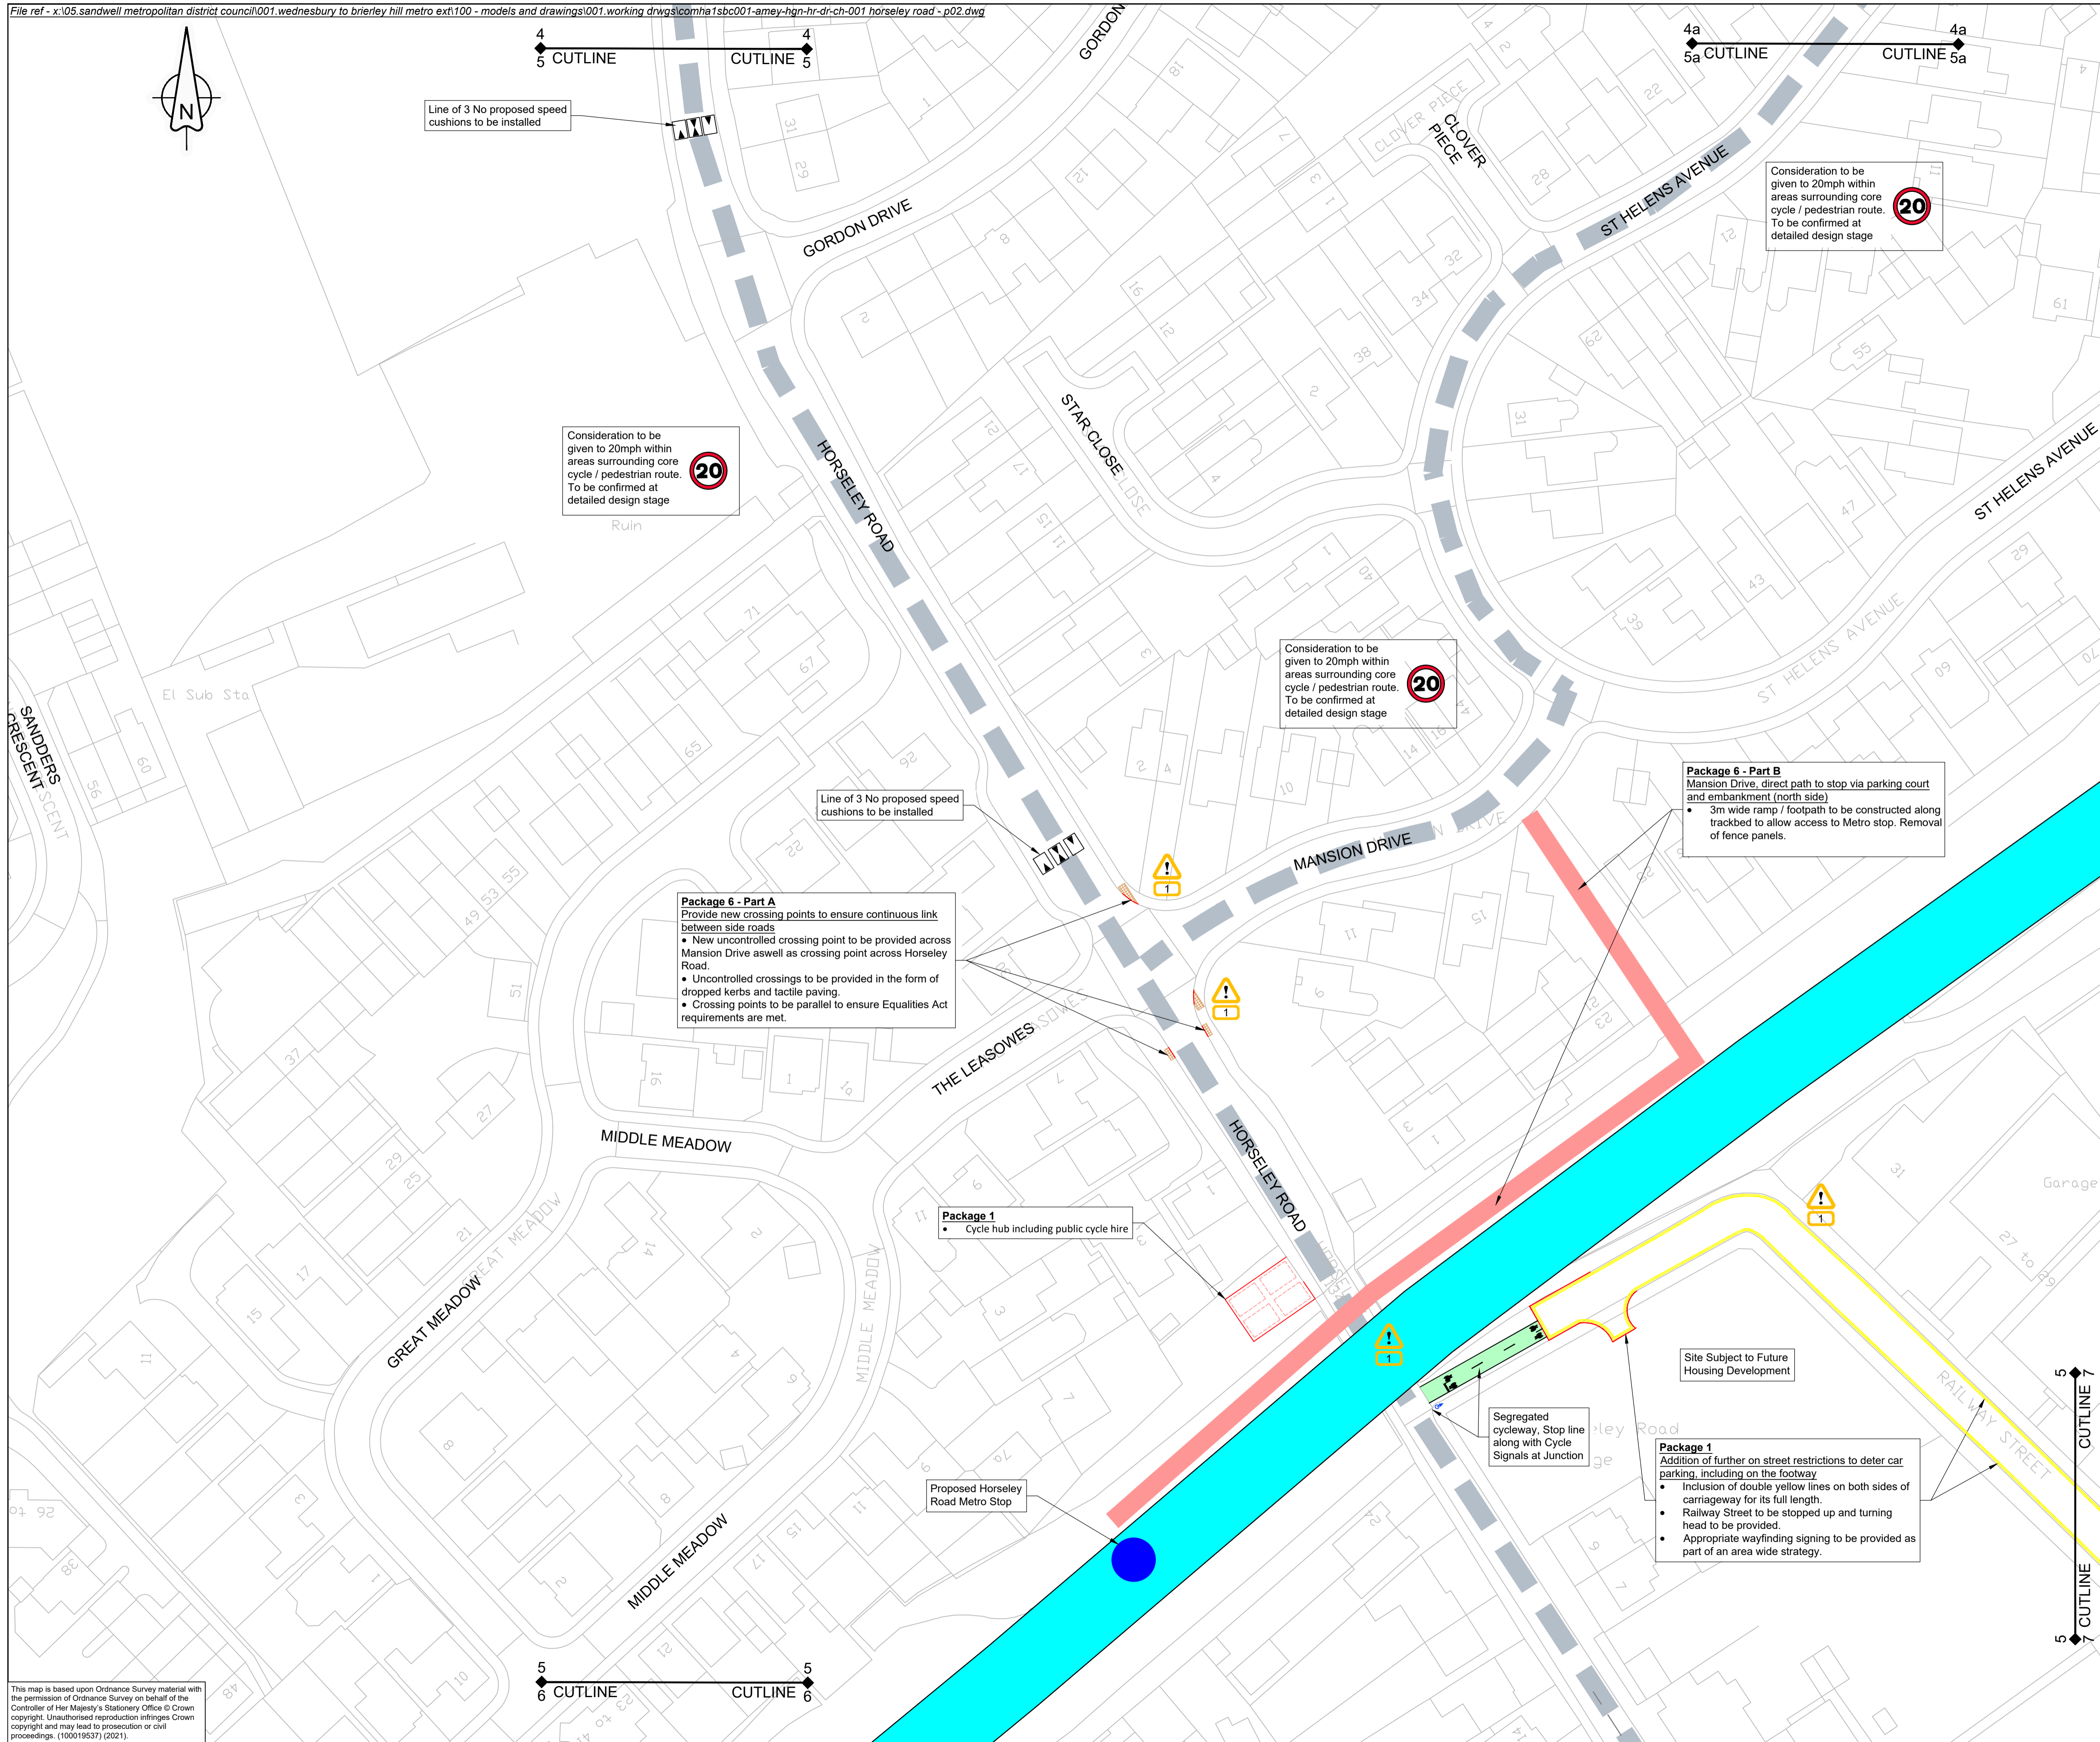 File ref - x:\05.sandwell metropolitan district council\001.wednesbury to brierley hill metro ext\100 - models and drawings\001.working drwgs\comha1sbc001-amey-hgn-hr-dr-ch-001 horseley road - p02.dwg
4
5
CUTLINE
CUTLINE
4
5
4a
5a
CUTLINE
CUTLINE
4a
5a
N
Line of 3 No proposed speed
cushions to be installed
GORDON
GORDON DRIVE
CLOVER PIECE
CLOVER
PIECE
ST HELENS AVENUE
Consideration to be
given to 20mph within
areas surrounding core
cycle / pedestrian route.
To be confirmed at
detailed design stage
20
Consideration to be
given to 20mph within
areas surrounding core
cycle / pedestrian route.
To be confirmed at
detailed design stage
20
Ruin
HORSELEY ROAD
STAR CLOSE
ST HELENS AVENUE
ST HELENS AVENUE
Consideration to be
given to 20mph within
areas surrounding core
cycle / pedestrian route.
To be confirmed at
detailed design stage
20
El Sub Sta
SANDDERS
CRESCENT
Line of 3 No proposed speed
cushions to be installed
MANSION DRIVE
Package 6 - Part B
Mansion Drive, direct path to stop via parking court
and embankment (north side)
• 3m wide ramp / footpath to be constructed along
trackbed to allow access to Metro stop. Removal
of fence panels.
Package 6 - Part A
Provide new crossing points to ensure continuous link
between side roads
• New uncontrolled crossing point to be provided across
Mansion Drive aswell as crossing point across Horseley
Road.
• Uncontrolled crossings to be provided in the form of
dropped kerbs and tactile paving.
• Crossing points to be parallel to ensure Equalities Act
requirements are met.
!
1
!
1
THE LEASOWES
MIDDLE MEADOW
HORSELEY ROAD
Package 1
• Cycle hub including public cycle hire
GREAT MEADOW
GREAT MEADOW
MIDDLE MEADOW
!
1
!
1
Garage
27 to 29
31
Site Subject to Future
Housing Development
RAILWAY STREET
Segregated
cycleway, Stop line
along with Cycle
Signals at Junction
Package 1
Addition of further on street restrictions to deter car
parking, including on the footway
• Inclusion of double yellow lines on both sides of
carriageway for its full length.
• Railway Street to be stopped up and turning
head to be provided.
• Appropriate wayfinding signing to be provided as
part of an area wide strategy.
Proposed Horseley
Road Metro Stop
MIDDLE MEADOW
5
7
CUTLINE
CUTLINE
5
7
5
6
CUTLINE
CUTLINE
5
6
This map is based upon Ordnance Survey material with
the permission of Ordnance Survey on behalf of the
Controller of Her Majesty's Stationery Office © Crown
copyright. Unauthorised reproduction infringes Crown
copyright and may lead to prosecution or civil
proceedings. (100019537) (2021).